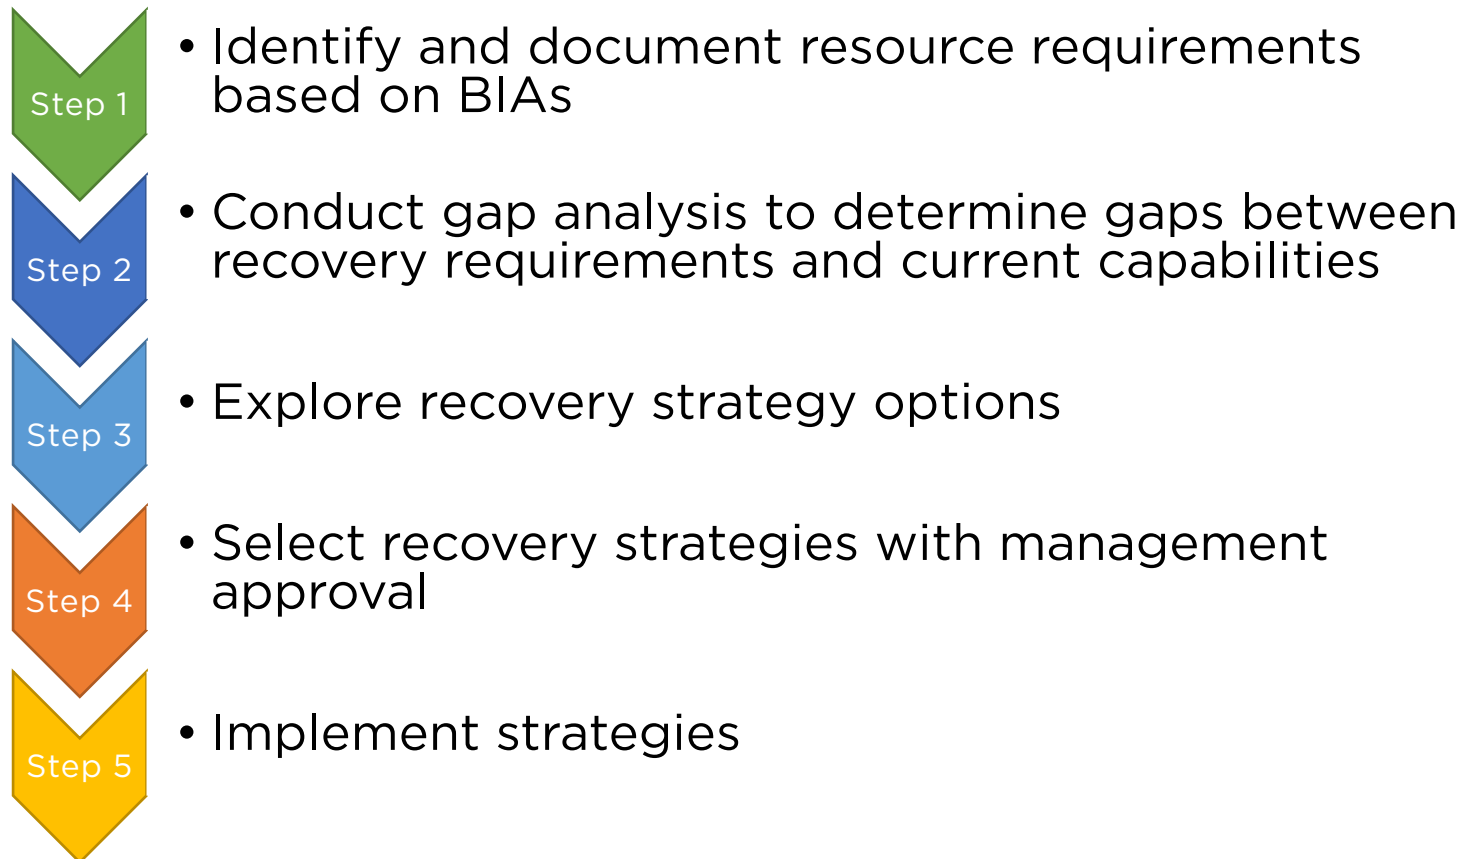 Step 1
• Identify and document resource requirements
based on BIAs
Step 2
• Conduct gap analysis to determine gaps between
recovery requirements and current capabilities
Step 3
• Explore recovery strategy options
Step 4
• Select recovery strategies with management
approval
Step 5
• Implement strategies